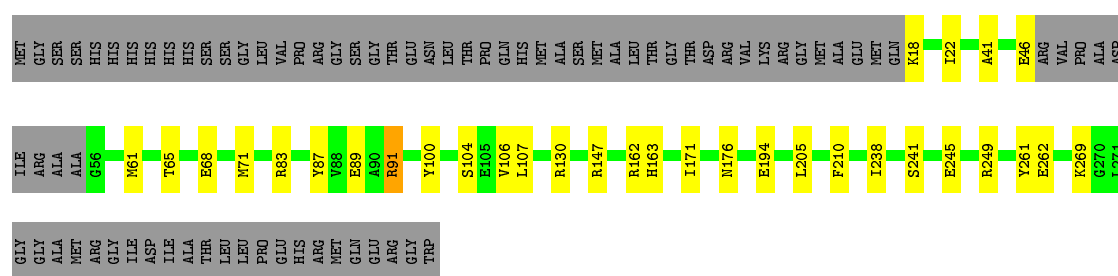 MET GLY SER SER HIS HIS HIS HIS HIS HIS SER SER GLY LEU VAL PRO ARG GLY SER GLY THR GLU ASN LEU THR PRO GLN HIS MET ALA SER MET ALA LEU THR GLY THR ASP ARG VAL LYS ARG GLY MET ALA GLU MET GLN K18 I22 A41 E46 ARG VAL PRO ALA ASP
ILE ARG ALA ALA G56 M61 T65 E68 M71 R83 Y87 V88 E89 A90 R91 Y100 S104 E105 V106 L107 R130 R147 R162 H163 I171 N176 E194 L205 F210 I238 S241 E245 R249 Y261 E262 K269 G270 L271
GLY GLY ALA MET ARG GLY ILE ASP ILE ALA THR LEU LEU PRO GLU HIS ARG MET GLN GLU ARG GLY TRP